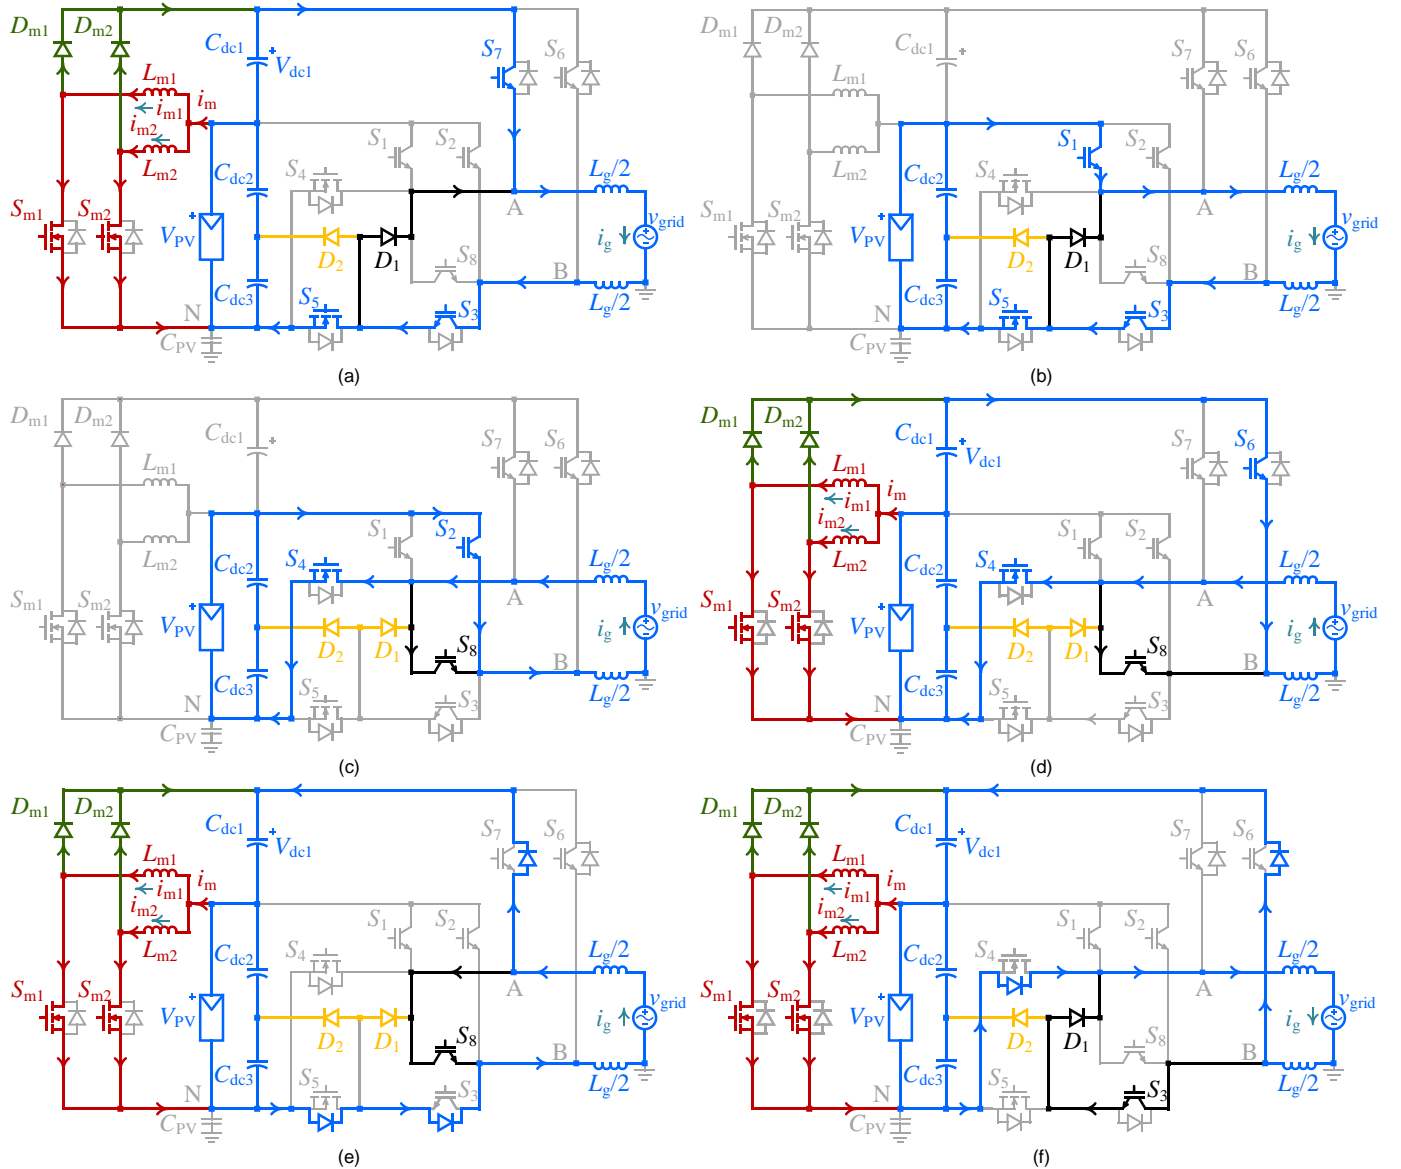 Dm1 Dm2 Cdc1 Vdc1 S7 S6
Lm1 im im1 im2 Lm2
S1 S2 S4 Cdc2 Lg/2
Sm1 Sm2 VPV A vgrid ig
D2 D1 S8 B
Cdc3 N S5 S3 Lg/2
CPV
(a)
Dm1 Dm2 Cdc1 S7 S6
Lm1 Lm2
S1 S2 S4 Cdc2 Lg/2
Sm1 Sm2 VPV A vgrid ig
D2 D1 S8 B
Cdc3 N S5 S3 Lg/2
CPV
(b)
Dm1 Dm2 Cdc1 S7 S6
Lm1 Lm2
S1 S2 S4 Cdc2 Lg/2
Sm1 Sm2 VPV A vgrid ig
D2 D1 S8 B
Cdc3 N S5 S3 Lg/2
CPV
(c)
Dm1 Dm2 Cdc1 Vdc1 S7 S6
Lm1 im im1 im2 Lm2
S1 S2 S4 Cdc2 Lg/2
Sm1 Sm2 VPV A vgrid ig
D2 D1 S8 B
Cdc3 N S5 S3 Lg/2
CPV
(d)
Dm1 Dm2 Cdc1 Vdc1 S7 S6
Lm1 im im1 im2 Lm2
S1 S2 S4 Cdc2 Lg/2
Sm1 Sm2 VPV A vgrid ig
D2 D1 S8 B
Cdc3 N S5 S3 Lg/2
CPV
(e)
Dm1 Dm2 Cdc1 Vdc1 S7 S6
Lm1 im im1 im2 Lm2
S1 S2 S4 Cdc2 Lg/2
Sm1 Sm2 VPV A vgrid ig
D2 D1 S8 B
Cdc3 N S5 S3 Lg/2
CPV
(f)